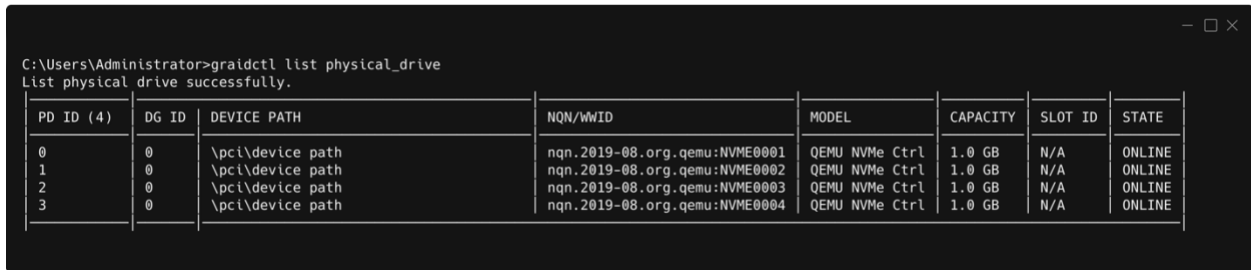 C:\Users\Administrator>graidctl list physical_drive
List physical drive successfully.
PD ID (4) DG ID DEVICE PATH NQN/WWID MODEL CAPACITY SLOT ID STATE
0 0 \pci\device path nqn.2019-08.org.qemu:NVME0001 QEMU NVMe Ctrl 1.0 GB N/A ONLINE
1 0 \pci\device path nqn.2019-08.org.qemu:NVME0002 QEMU NVMe Ctrl 1.0 GB N/A ONLINE
2 0 \pci\device path nqn.2019-08.org.qemu:NVME0003 QEMU NVMe Ctrl 1.0 GB N/A ONLINE
3 0 \pci\device path nqn.2019-08.org.qemu:NVME0004 QEMU NVMe Ctrl 1.0 GB N/A ONLINE